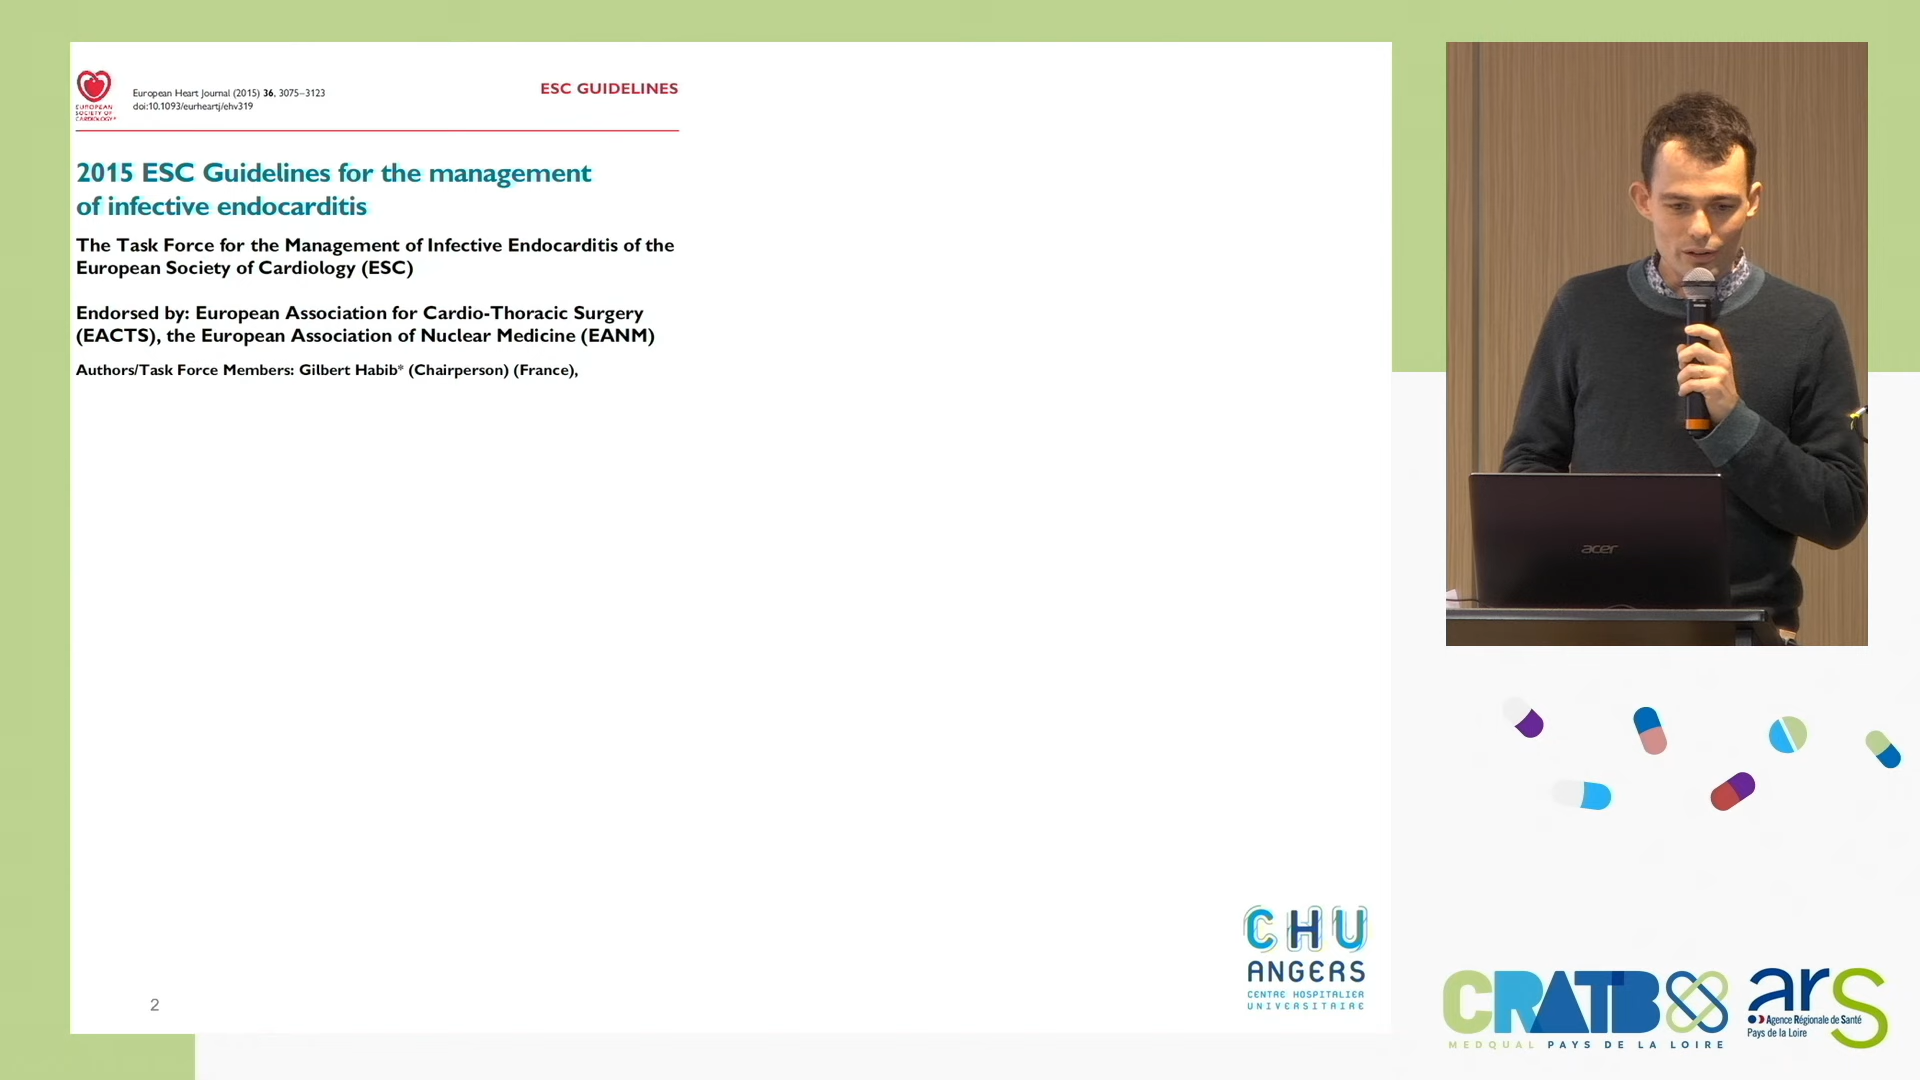 EUROPEAN
SOCIETY OF
CARDIOLOGY®
European Heart Journal (2015) 36, 3075–3123
doi:10.1093/eurheartj/ehv319
ESC GUIDELINES
2015 ESC Guidelines for the management
of infective endocarditis
The Task Force for the Management of Infective Endocarditis of the
European Society of Cardiology (ESC)
Endorsed by: European Association for Cardio-Thoracic Surgery
(EACTS), the European Association of Nuclear Medicine (EANM)
Authors/Task Force Members: Gilbert Habib* (Chairperson) (France),
acer
CHU
ANGERS
CENTRE HOSPITALIER
UNIVERSITAIRE
2
CRATB
MEDQUAL PAYS DE LA LOIRE
ars
Agence Régionale de Santé
Pays de la Loire